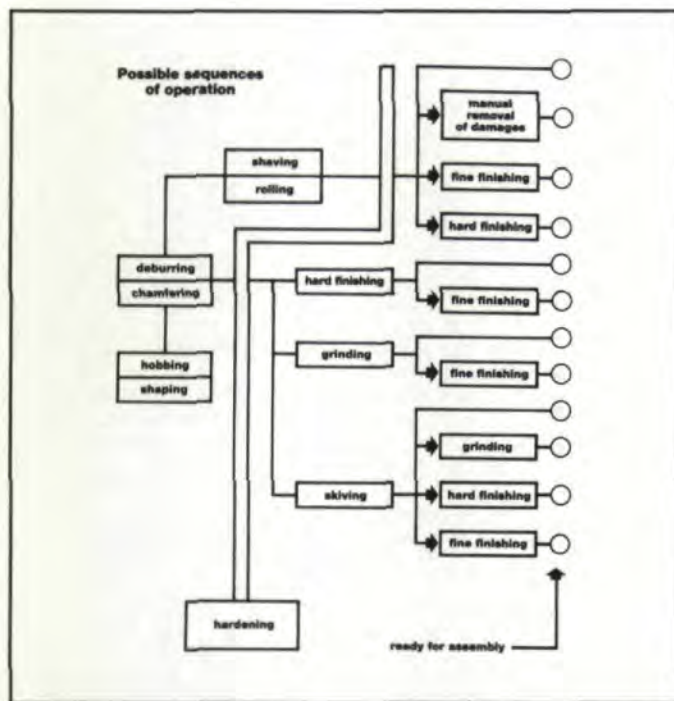 Possible sequences
of operation
manual
removal
of damages
shaving
rolling
fine finishing
hard finishing
deburring
chamfering
hard finishing
fine finishing
hobbing
shaping
grinding
fine finishing
grinding
skiving
hard finishing
fine finishing
hardening
ready for assembly